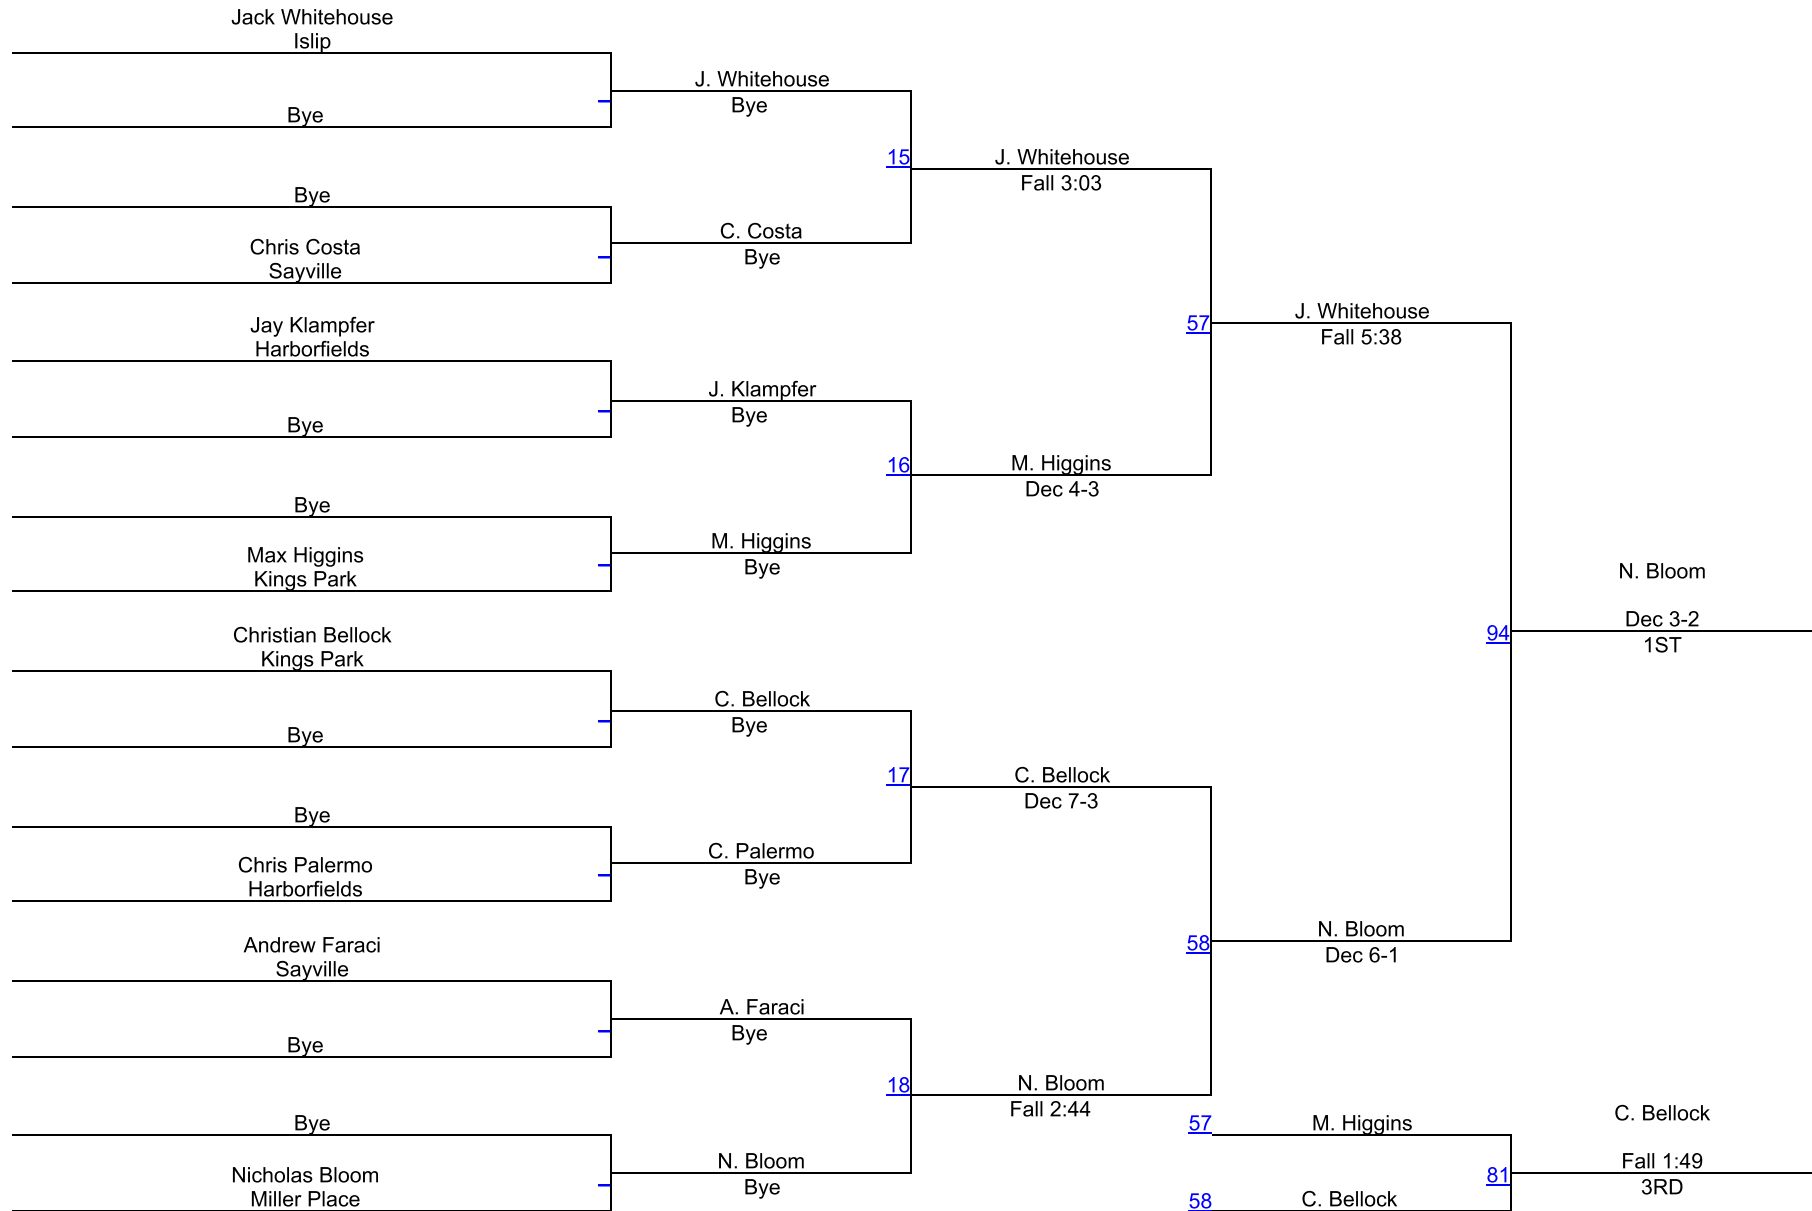 Jack Whitehouse
Islip
Bye
Bye
Chris Costa
Sayville
Jay Klampfer
Harborfields
Bye
Bye
Max Higgins
Kings Park
Christian Bellock
Kings Park
Bye
Bye
Chris Palermo
Harborfields
Andrew Faraci
Sayville
Bye
Bye
Nicholas Bloom
Miller Place
J. Whitehouse
Bye
C. Costa
Bye
J. Klampfer
Bye
M. Higgins
Bye
C. Bellock
Bye
C. Palermo
Bye
A. Faraci
Bye
N. Bloom
Bye
15
J. Whitehouse
Fall 3:03
16
M. Higgins
Dec 4-3
17
C. Bellock
Dec 7-3
18
N. Bloom
Fall 2:44
57
J. Whitehouse
Fall 5:38
58
N. Bloom
Dec 6-1
94
N. Bloom
Dec 3-2
1ST
57
M. Higgins
58
C. Bellock
81
C. Bellock
Fall 1:49
3RD